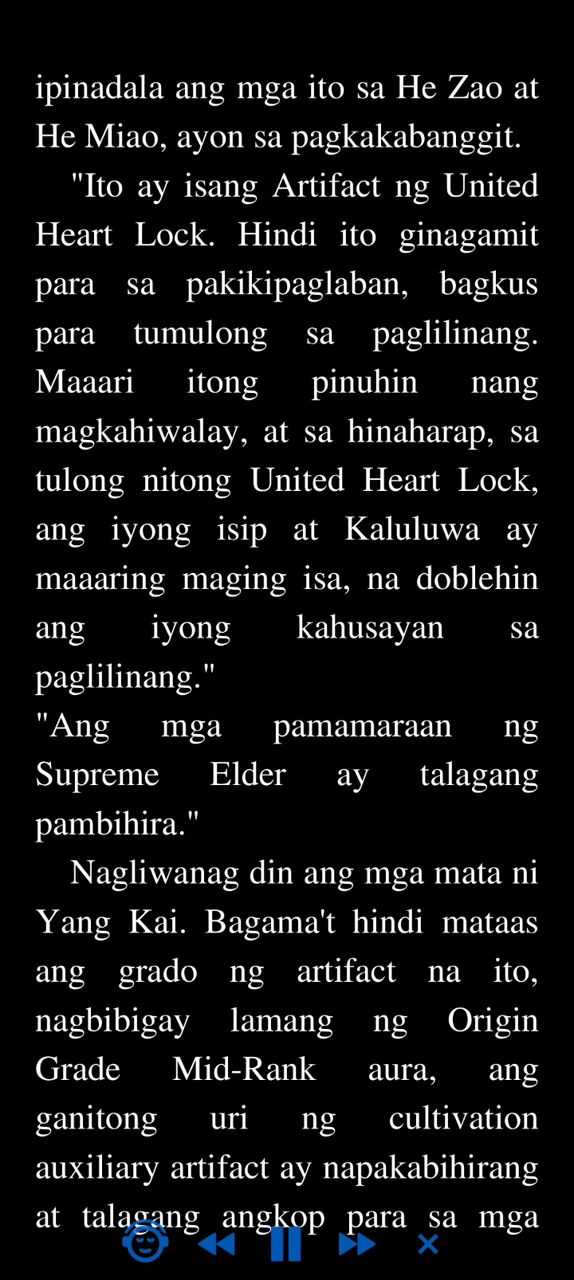 ipinadala ang mga ito sa He Zao at
He Miao, ayon sa pagkakabanggit.
"Ito ay isang Artifact ng United
Heart Lock. Hindi ito ginagamit
para sa pakikipaglaban, bagkus
para tumulong sa paglilinang.
Maaari itong pinuhin nang
magkahiwalay, at sa hinaharap, sa
tulong nitong United Heart Lock,
ang iyong isip at Kaluluwa ay
maaaring maging isa, na doblehin
ang iyong kahusayan sa
paglilinang."
"Ang mga pamamaraan ng
Supreme Elder ay talagang
pambihira."
Nagliwanag din ang mga mata ni
Yang Kai. Bagama't hindi mataas
ang grado ng artifact na ito,
nagbibigay lamang ng Origin
Grade Mid-Rank aura, ang
ganitong uri ng cultivation
auxiliary artifact ay napakabihirang
at talagang angkop para sa mga